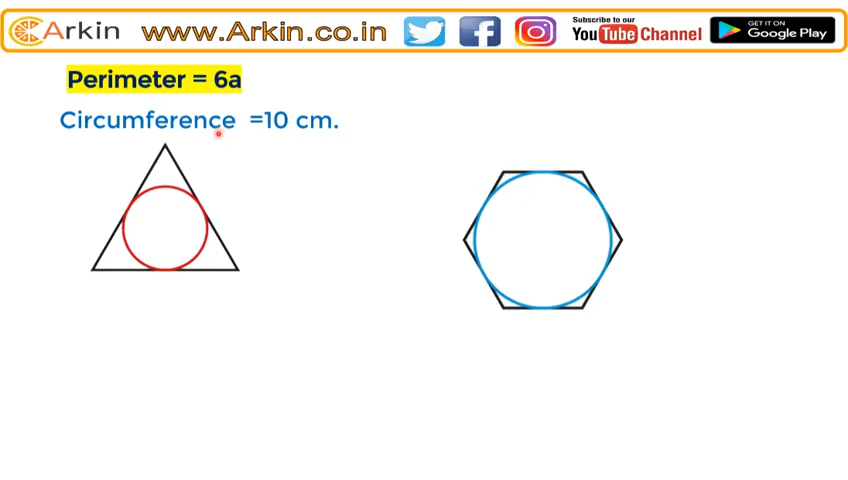 Arkin www.Arkin.co.in Subscribe to our
YouTube Channel
GET IT ON
Google Play
Perimeter = 6a
Circumference =10 cm.